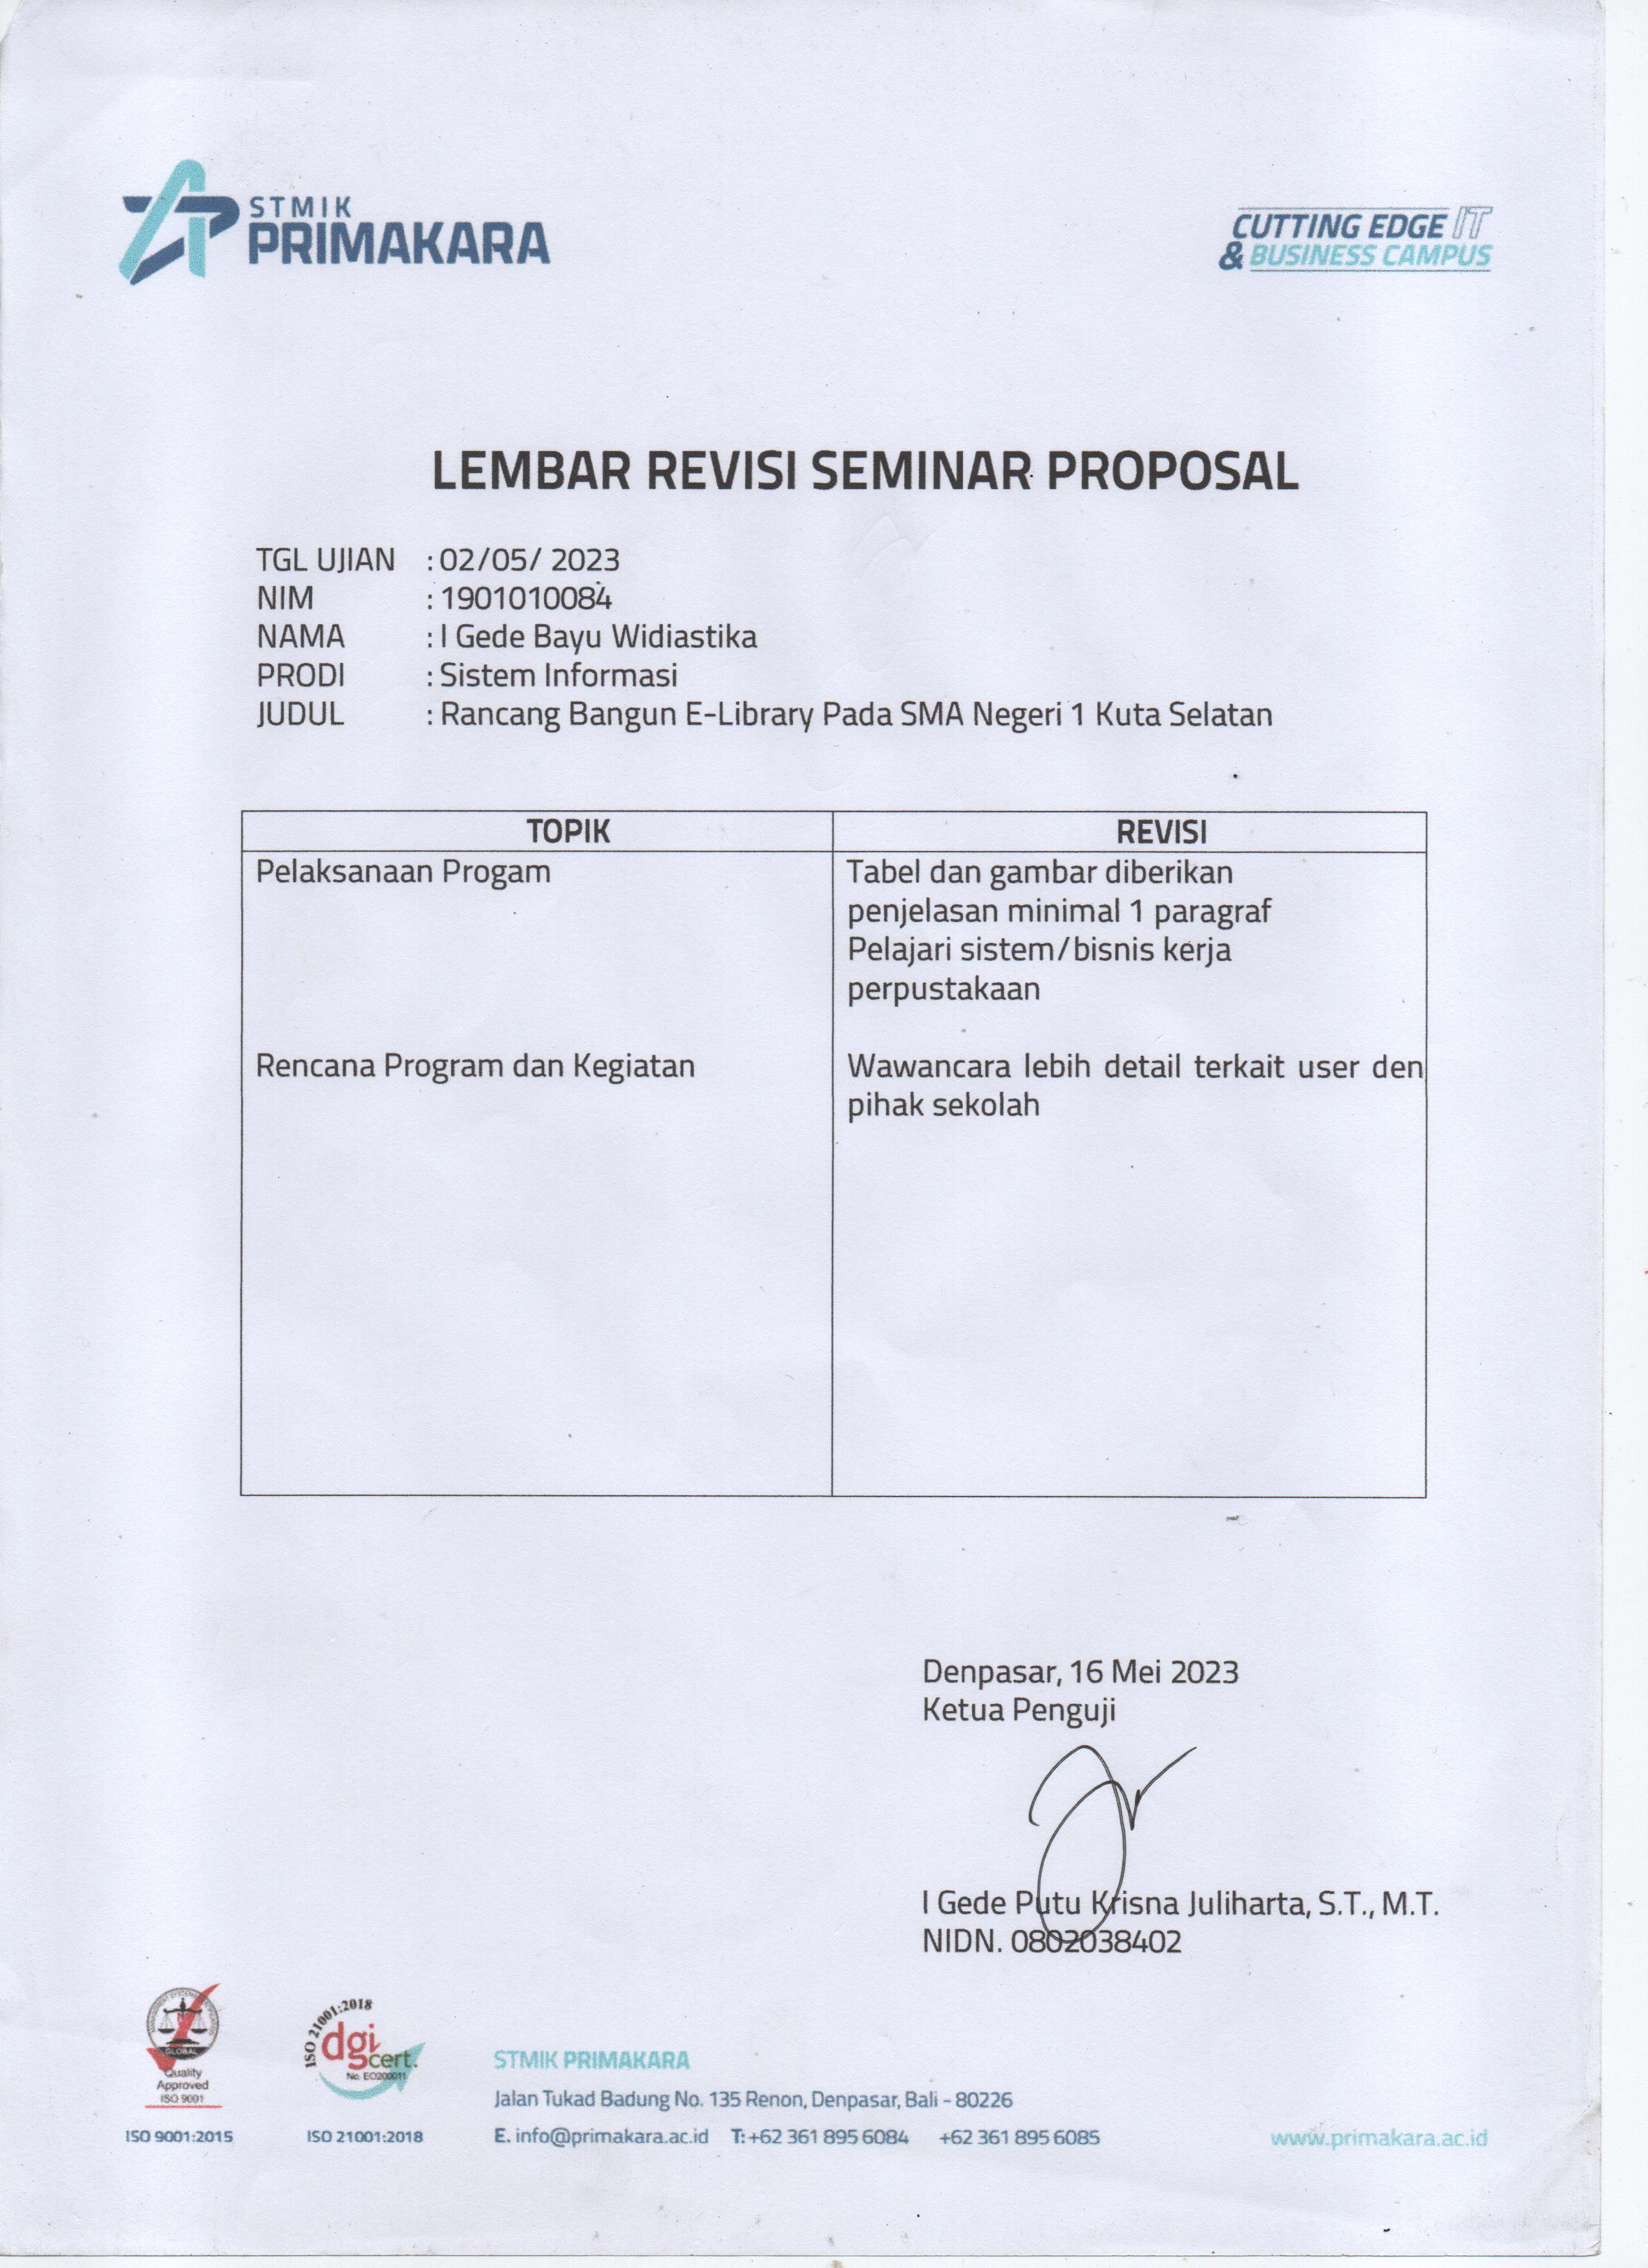 STMIK
PRIMAKARA
CUTTING EDGE IT
& BUSINESS CAMPUS
LEMBAR REVISI SEMINAR PROPOSAL
TGL UJIAN : 02/05/ 2023
NIM : 1901010084
NAMA : I Gede Bayu Widiastika
PRODI : Sistem Informasi
JUDUL : Rancang Bangun E-Library Pada SMA Negeri 1 Kuta Selatan
TOPIK REVISI
Pelaksanaan Progam Tabel dan gambar diberikan
penjelasan minimal 1 paragraf
Pelajari sistem/bisnis kerja
perpustakaan
Rencana Program dan Kegiatan Wawancara lebih detail terkait user den
pihak sekolah
Denpasar, 16 Mei 2023
Ketua Penguji
I Gede Putu Krisna Juliharta, S.T., M.T.
NIDN. 0802038402
GLOBAL
Quality
Approved
ISO 9001
ISO 9001:2015
ISO 21001:2018
dgi
cert.
No. EO200011
ISO 21001:2018
STMIK PRIMAKARA
Jalan Tukad Badung No. 135 Renon, Denpasar, Bali - 80226
E. info@primakara.ac.id T: +62 361 895 6084 +62 361 895 6085
www.primakara.ac.id